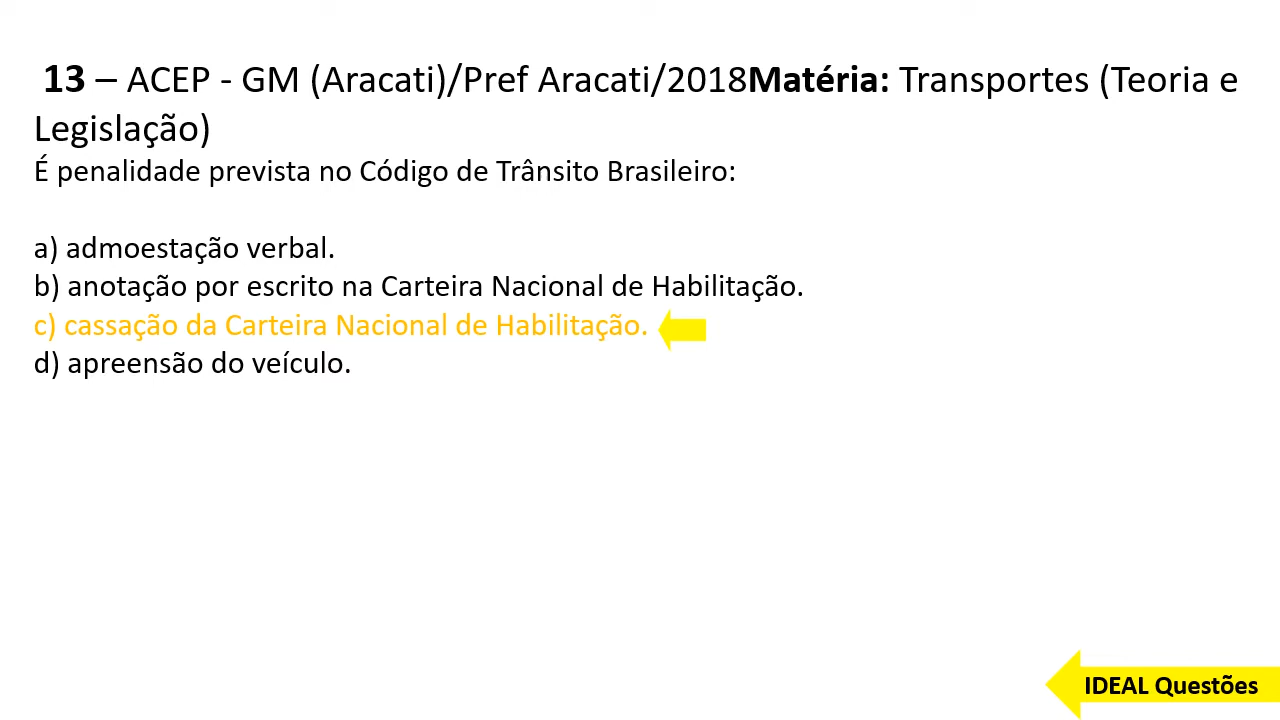 13 – ACEP - GM (Aracati)/Pref Aracati/2018Matéria: Transportes (Teoria e
Legislação)
É penalidade prevista no Código de Trânsito Brasileiro:
a) admoestação verbal.
b) anotação por escrito na Carteira Nacional de Habilitação.
c) cassação da Carteira Nacional de Habilitação.
d) apreensão do veículo.
IDEAL Questões